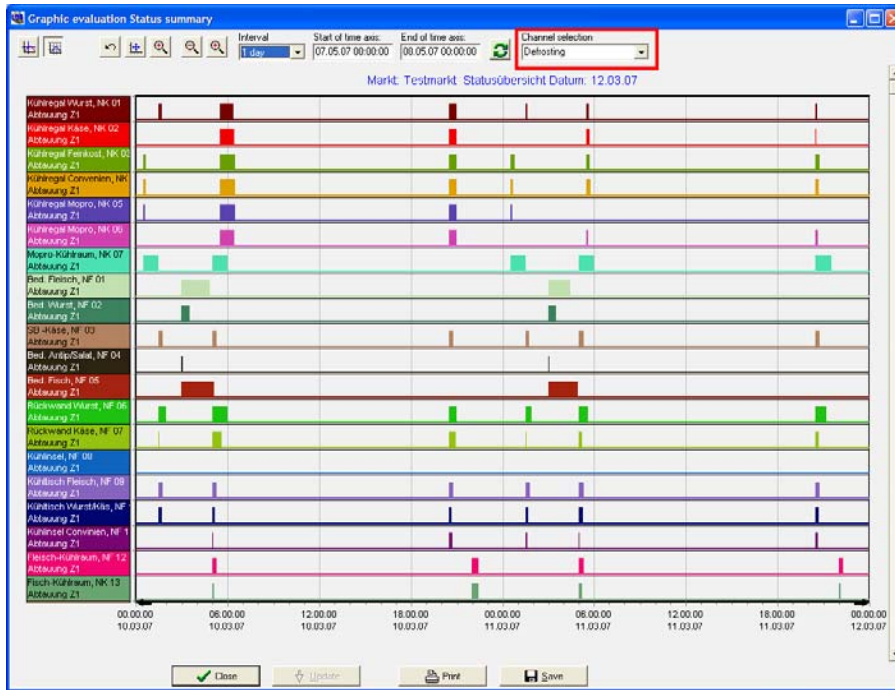 Graphic evaluation Status summary
Interval
Start of time axis:
End of time axis:
Channel selection
1 day
07.05.07 00:00:00
08.05.07 00:00:00
Defrosting
Markt: Testmarkt Statusübersicht Datum: 12.03.07
Kühlregal Wurst, NK 01
Abtauung Z1
Kühlregal Käse, NK 02
Abtauung Z1
Kühlregal Feinkost, NK 03
Abtauung Z1
Kühlregal Convenien, NK
Abtauung Z1
Kühlregal Mopro, NK 05
Abtauung Z1
Kühlregal Mopro, NK 06
Abtauung Z1
Mopro-Kühlraum, NK 07
Abtauung Z1
Bed. Fleisch, NF 01
Abtauung Z1
Bed. Wurst, NF 02
Abtauung Z1
SB -Käse, NF 03
Abtauung Z1
Bed. Antip/Salat, NF 04
Abtauung Z1
Bed. Fisch, NF 05
Abtauung Z1
Rückwand Wurst, NF 06
Abtauung Z1
Rückwand Käse, NF 07
Abtauung Z1
Kühlinsel, NF 08
Abtauung Z1
Kühltisch Fleisch, NF 09
Abtauung Z1
Kühltisch Wurst/Käs, NF
Abtauung Z1
Kühlinsel Convinien, NF 1
Abtauung Z1
Fleisch-Kühlraum, NF 12
Abtauung Z1
Fisch-Kühlraum, NK 13
Abtauung Z1
00:00:00 06:00:00 12:00:00 18:00:00 00:00:00 06:00:00 12:00:00 18:00:00 00:00:00
10.03.07 10.03.07 10.03.07 10.03.07 11.03.07 11.03.07 11.03.07 11.03.07 12.03.07
Close Update Print Save